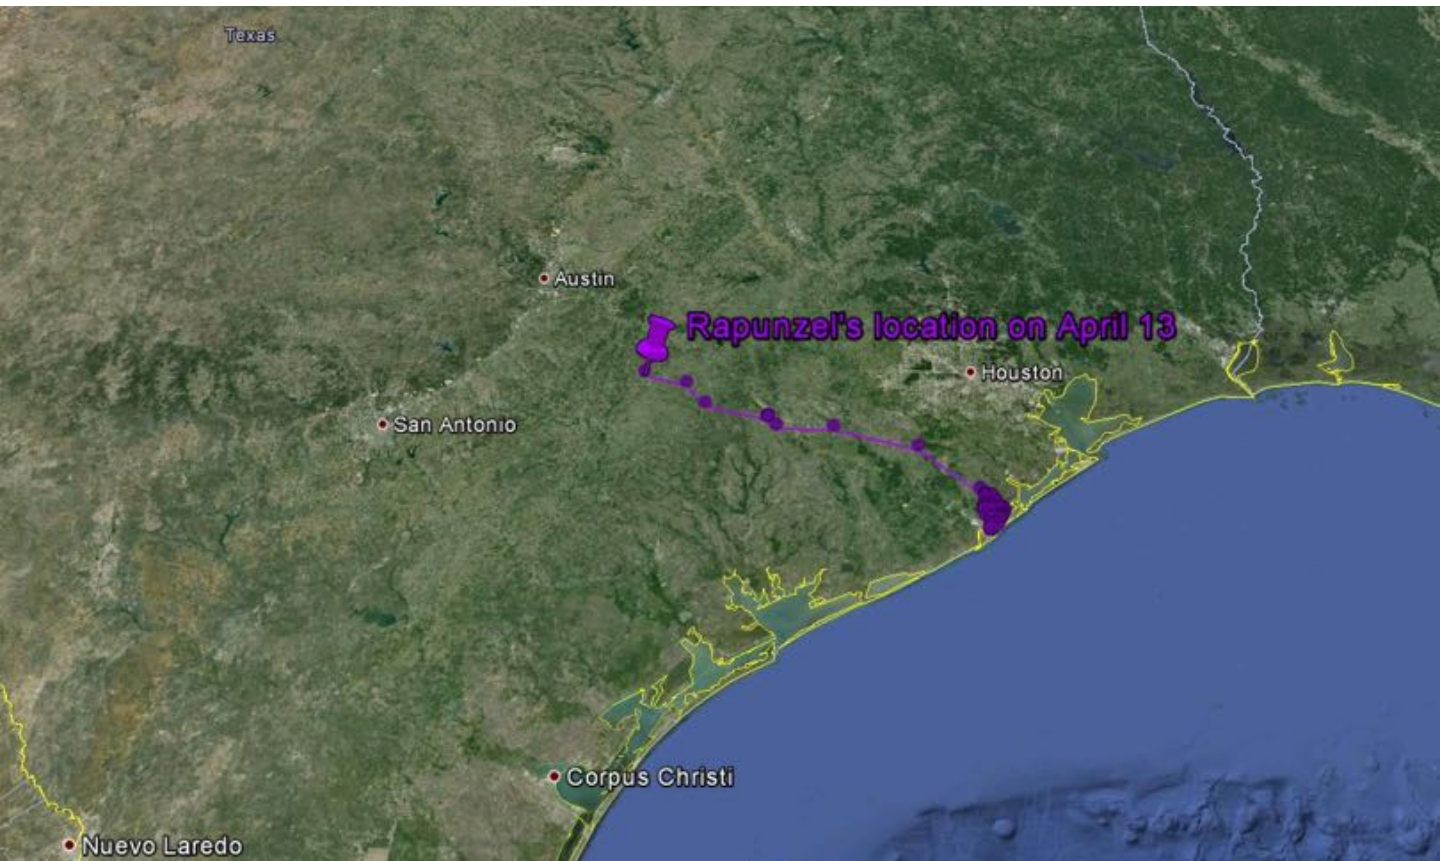 Texas
Austin
Rapunzel's location on April 13
Houston
San Antonio
Corpus Christi
Nuevo Laredo